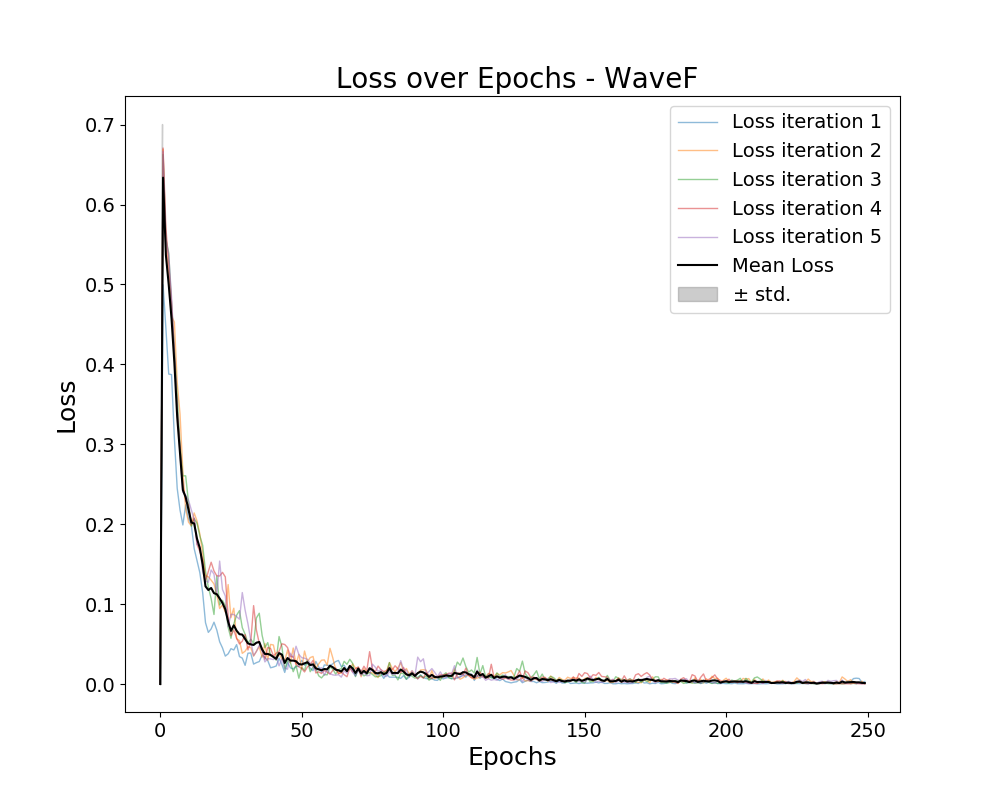 Loss over Epochs - WaveF
Loss iteration 1
Loss iteration 2
Loss iteration 3
Loss iteration 4
Loss iteration 5
Mean Loss
± std.
Loss
0.7
0.6
0.5
0.4
0.3
0.2
0.1
0.0
0
50
100
150
200
250
Epochs